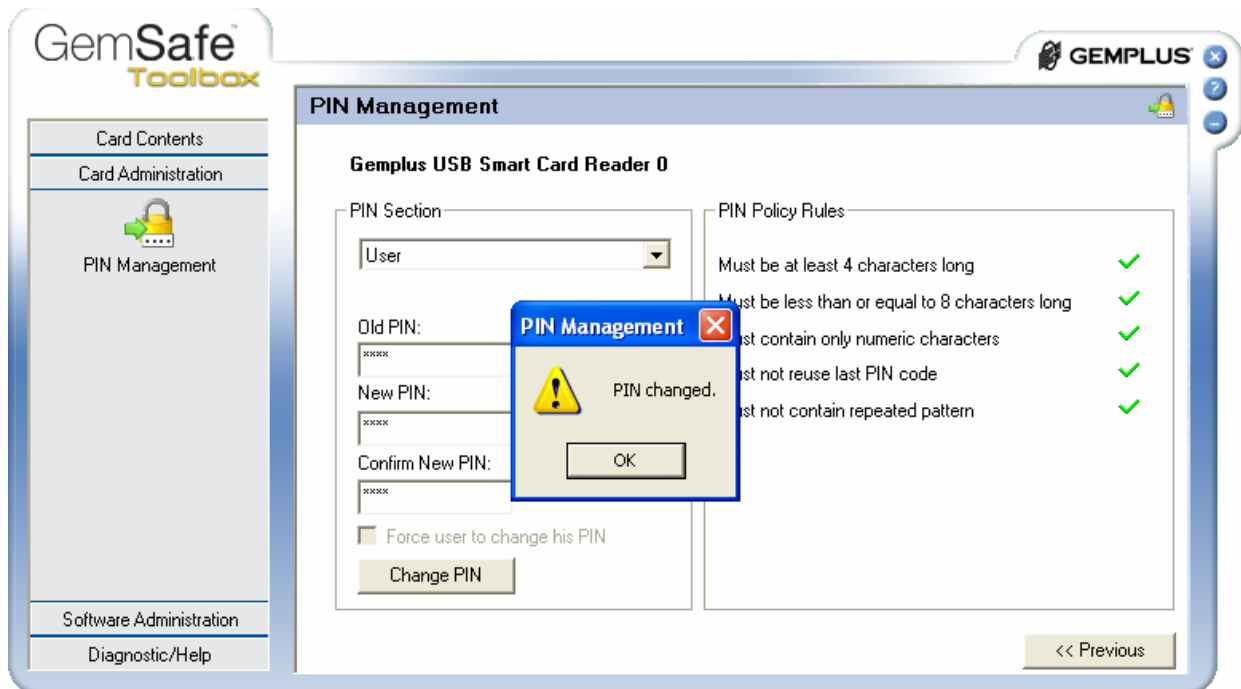 GemSafe™
Toolbox
GEMPLUS
Card Contents
Card Administration
PIN Management
Software Administration
Diagnostic/Help
PIN Management
Gemplus USB Smart Card Reader 0
PIN Section
User
Old PIN:
****
New PIN:
****
Confirm New PIN:
****
Force user to change his PIN
Change PIN
PIN Policy Rules
Must be at least 4 characters long
Must be less than or equal to 8 characters long
ust contain only numeric characters
ust not reuse last PIN code
ust not contain repeated pattern
PIN Management
PIN changed.
OK
<< Previous